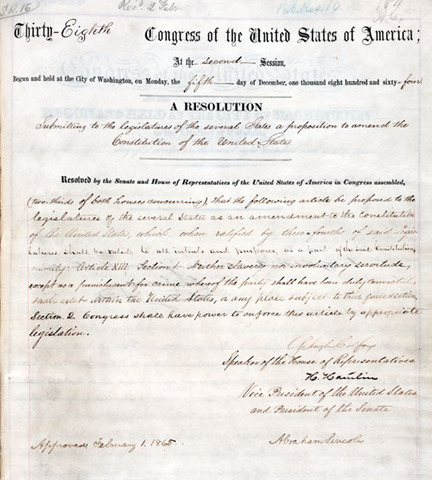 Thirty-Eighth Congress of the United States of America;
At the second Session,
Begun and held at the City of Washington, on Monday, the fifth day of December, one thousand eight hundred and sixty-four
A RESOLUTION
Submitting to the legislatures of the several States a proposition to amend the
Constitution of the United States
Resolved by the Senate and House of Representatives of the United States of America in Congress assembled,
(two-thirds of both houses concurring), that the following article be proposed to the
legislatures of the several States as an amendment to the Constitution
of the United States, which, when ratified by three-fourths of said legis-
latures shall be valid, to all intents and purposes, as a part of the said Constitution,
namely: Article XIII. Section 1. Neither slavery nor involuntary servitude,
except as a punishment for crime whereof the party shall have been duly convicted,
shall exist within the United States, or any place subject to their jurisdiction.
Section 2. Congress shall have power to enforce this article by appropriate
legislation.
Schuyler Colfax
Speaker of the House of Representatives.
H. Hamlin
Vice President of the United States
and President of the Senate
Approved February 1. 1865.
Abraham Lincoln